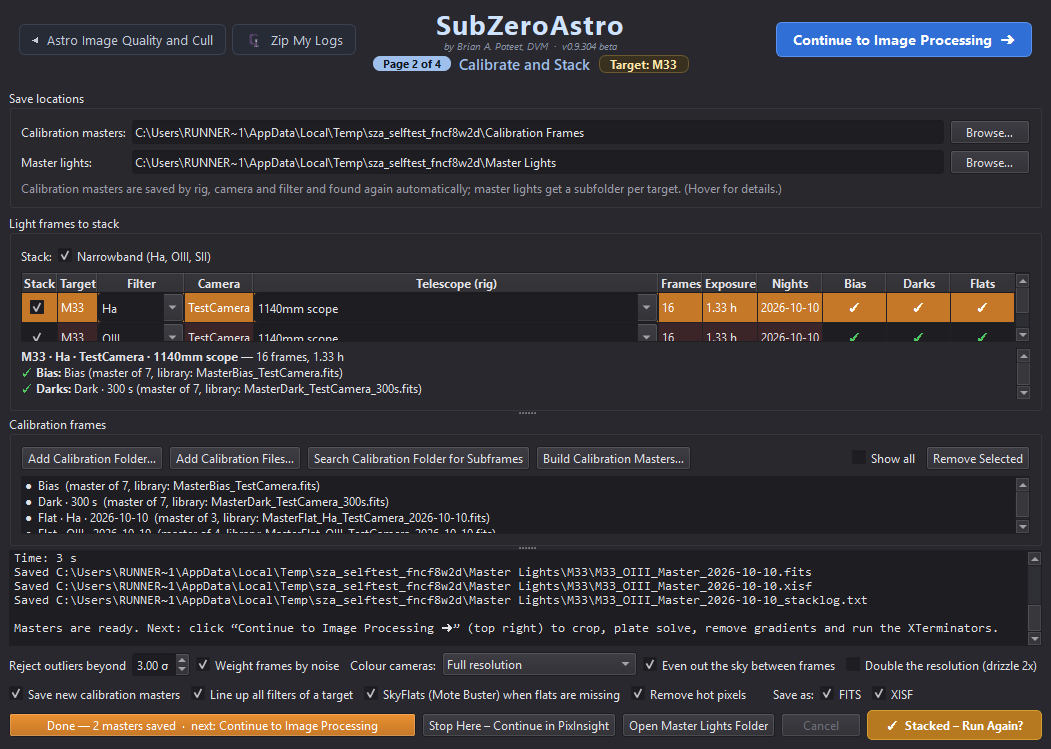 SubZeroAstro
◄ Astro Image Quality and Cull
Zip My Logs
by Brian A. Poteet, DVM · v0.9.304 beta
Continue to Image Processing ➔
Page 2 of 4
Calibrate and Stack
Target: M33
Save locations
Calibration masters: C:\Users\RUNNER~1\AppData\Local\Temp\sza_selftest_fncf8w2d\Calibration Frames Browse...
Master lights: C:\Users\RUNNER~1\AppData\Local\Temp\sza_selftest_fncf8w2d\Master Lights Browse...
Calibration masters are saved by rig, camera and filter and found again automatically; master lights get a subfolder per target. (Hover for details.)
Light frames to stack
Stack: ✓ Narrowband (Ha, OIII, SII)
Stack Target Filter Camera Telescope (rig) Frames Exposure Nights Bias Darks Flats
✓ M33 Ha TestCamera 1140mm scope 16 1.33 h 2026-10-10 ✓ ✓ ✓
✓ M33 OIII TestCamera 1140mm scope 16 1.33 h 2026-10-10 ✓ ✓ ✓
M33 · Ha · TestCamera · 1140mm scope — 16 frames, 1.33 h
✓ Bias: Bias (master of 7, library: MasterBias_TestCamera.fits)
✓ Darks: Dark · 300 s (master of 7, library: MasterDark_TestCamera_300s.fits)
Calibration frames
Add Calibration Folder... Add Calibration Files... Search Calibration Folder for Subframes Build Calibration Masters... Show all Remove Selected
● Bias (master of 7, library: MasterBias_TestCamera.fits)
● Dark · 300 s (master of 7, library: MasterDark_TestCamera_300s.fits)
● Flat · Ha · 2026-10-10 (master of 3, library: MasterFlat_Ha_TestCamera_2026-10-10.fits)
● Flat · OIII · 2026-10-10 (master of 4, library: MasterFlat_OIII_TestCamera_2026-10-10.fits)
Time: 3 s
Saved C:\Users\RUNNER~1\AppData\Local\Temp\sza_selftest_fncf8w2d\Master Lights\M33\M33_OIII_Master_2026-10-10.fits
Saved C:\Users\RUNNER~1\AppData\Local\Temp\sza_selftest_fncf8w2d\Master Lights\M33\M33_OIII_Master_2026-10-10.xisf
Saved C:\Users\RUNNER~1\AppData\Local\Temp\sza_selftest_fncf8w2d\Master Lights\M33\M33_OIII_Master_2026-10-10_stacklog.txt
Masters are ready. Next: click “Continue to Image Processing ➔” (top right) to crop, plate solve, remove gradients and run the XTerminators.
Reject outliers beyond 3.00 σ ✓ Weight frames by noise Colour cameras: Full resolution ✓ Even out the sky between frames Double the resolution (drizzle 2x)
✓ Save new calibration masters ✓ Line up all filters of a target ✓ SkyFlats (Mote Buster) when flats are missing ✓ Remove hot pixels Save as: ✓ FITS ✓ XISF
Done — 2 masters saved · next: Continue to Image Processing Stop Here – Continue in PixInsight Open Master Lights Folder Cancel ✓ Stacked – Run Again?